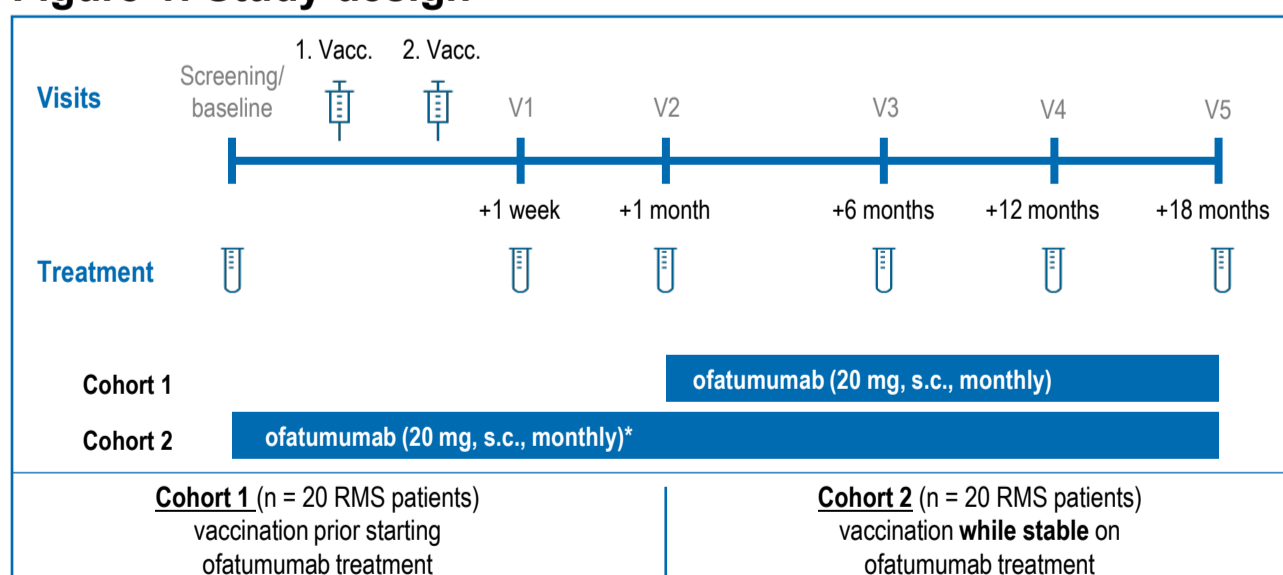 Figure 1. Study design
1. Vacc. 2. Vacc.
Screening/
baseline
Visits
V1 V2 V3 V4 V5
+1 week +1 month +6 months +12 months +18 months
Treatment
Cohort 1 ofatumumab (20 mg, s.c., monthly)
Cohort 2 ofatumumab (20 mg, s.c., monthly)*
Cohort 1 (n = 20 RMS patients)
vaccination prior starting
ofatumumab treatment
Cohort 2 (n = 20 RMS patients)
vaccination while stable on
ofatumumab treatment